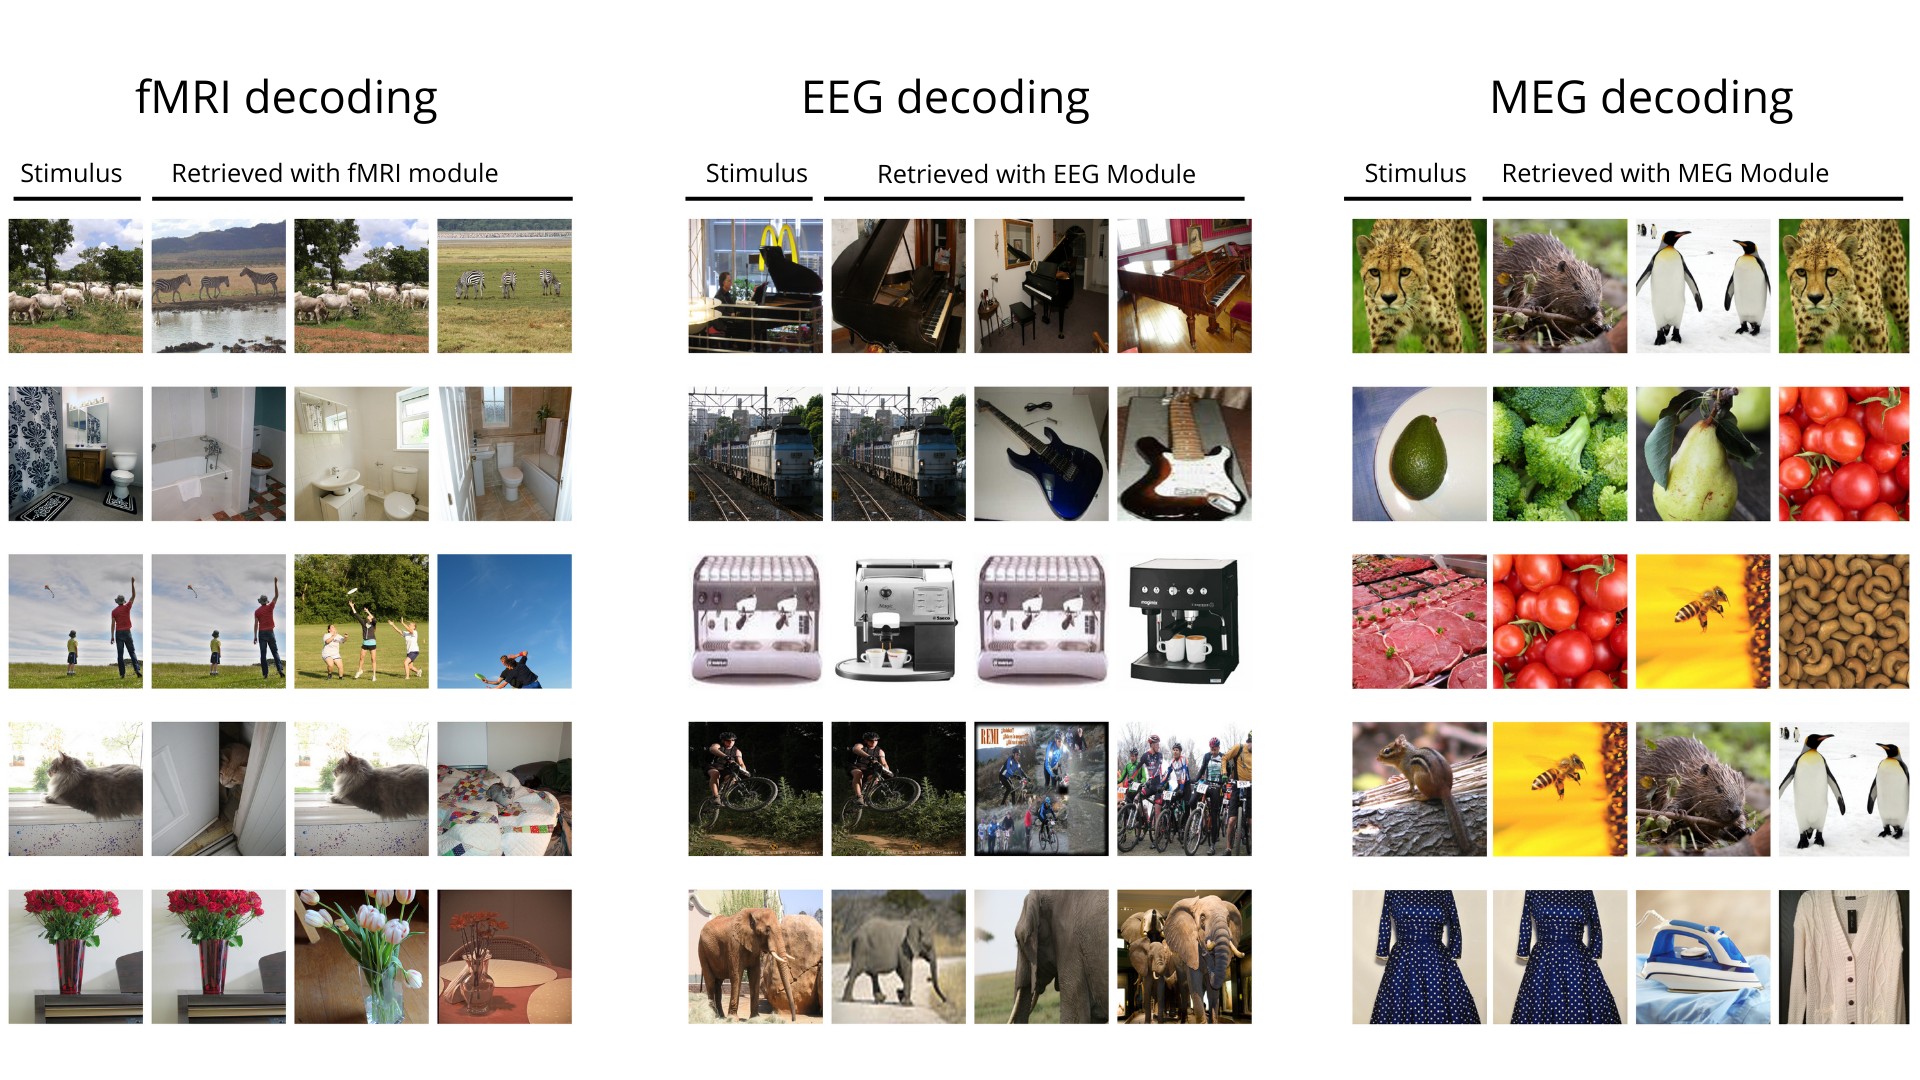 fMRI decoding
EEG decoding
MEG decoding
Stimulus
Retrieved with fMRI module
Stimulus
Retrieved with EEG Module
Stimulus
Retrieved with MEG Module
REMI